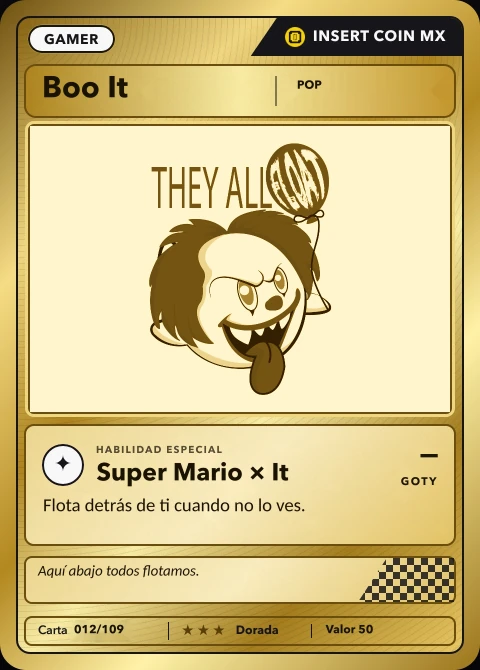 GAMER
INSERT COIN MX
Boo It
POP
THEY ALL FLOAT
HABILIDAD ESPECIAL
Super Mario × It
—
GOTY
Flota detrás de ti cuando no lo ves.
Aquí abajo todos flotamos.
Carta 012/109 ★★★ Dorada Valor 50